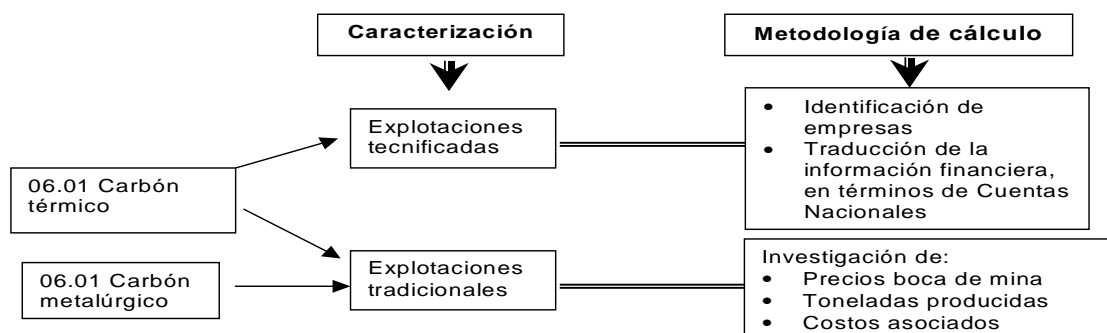 Caracterización
Metodología de cálculo
Explotaciones
tecnificadas
• Identificación de
empresas
• Traducción de la
información financiera,
en términos de Cuentas
Nacionales
06.01 Carbón
térmico
06.01 Carbón
metalúrgico
Explotaciones
tradicionales
Investigación de:
• Precios boca de mina
• Toneladas producidas
• Costos asociados